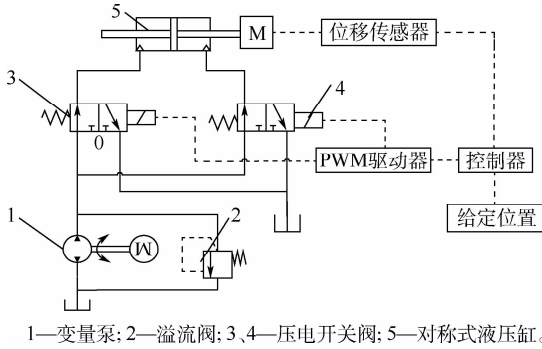 5
M
位移传感器
3
4
0
PWM驱动器
控制器
给定位置
1
M
2
1—变量泵;2—溢流阀;3、4—压电开关阀;5—对称式液压缸。